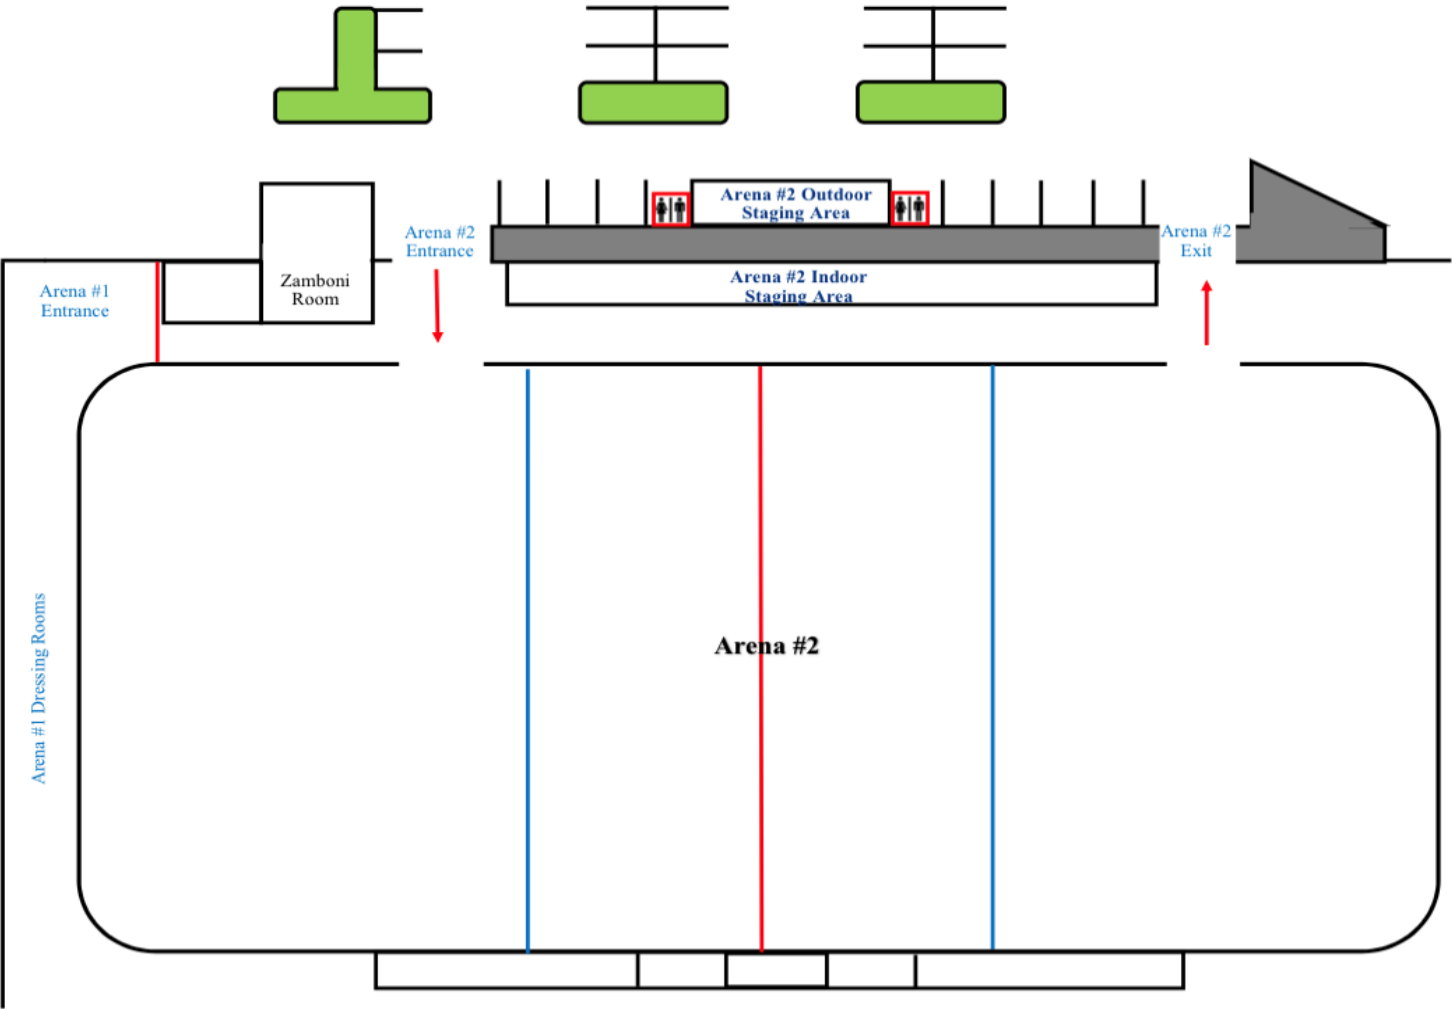 Arena #2 Outdoor
Staging Area
Arena #2
Entrance
Arena #2
Exit
Arena #2 Indoor
Staging Area
Zamboni
Room
Arena #1
Entrance
Arena #1 Dressing Rooms
Arena #2